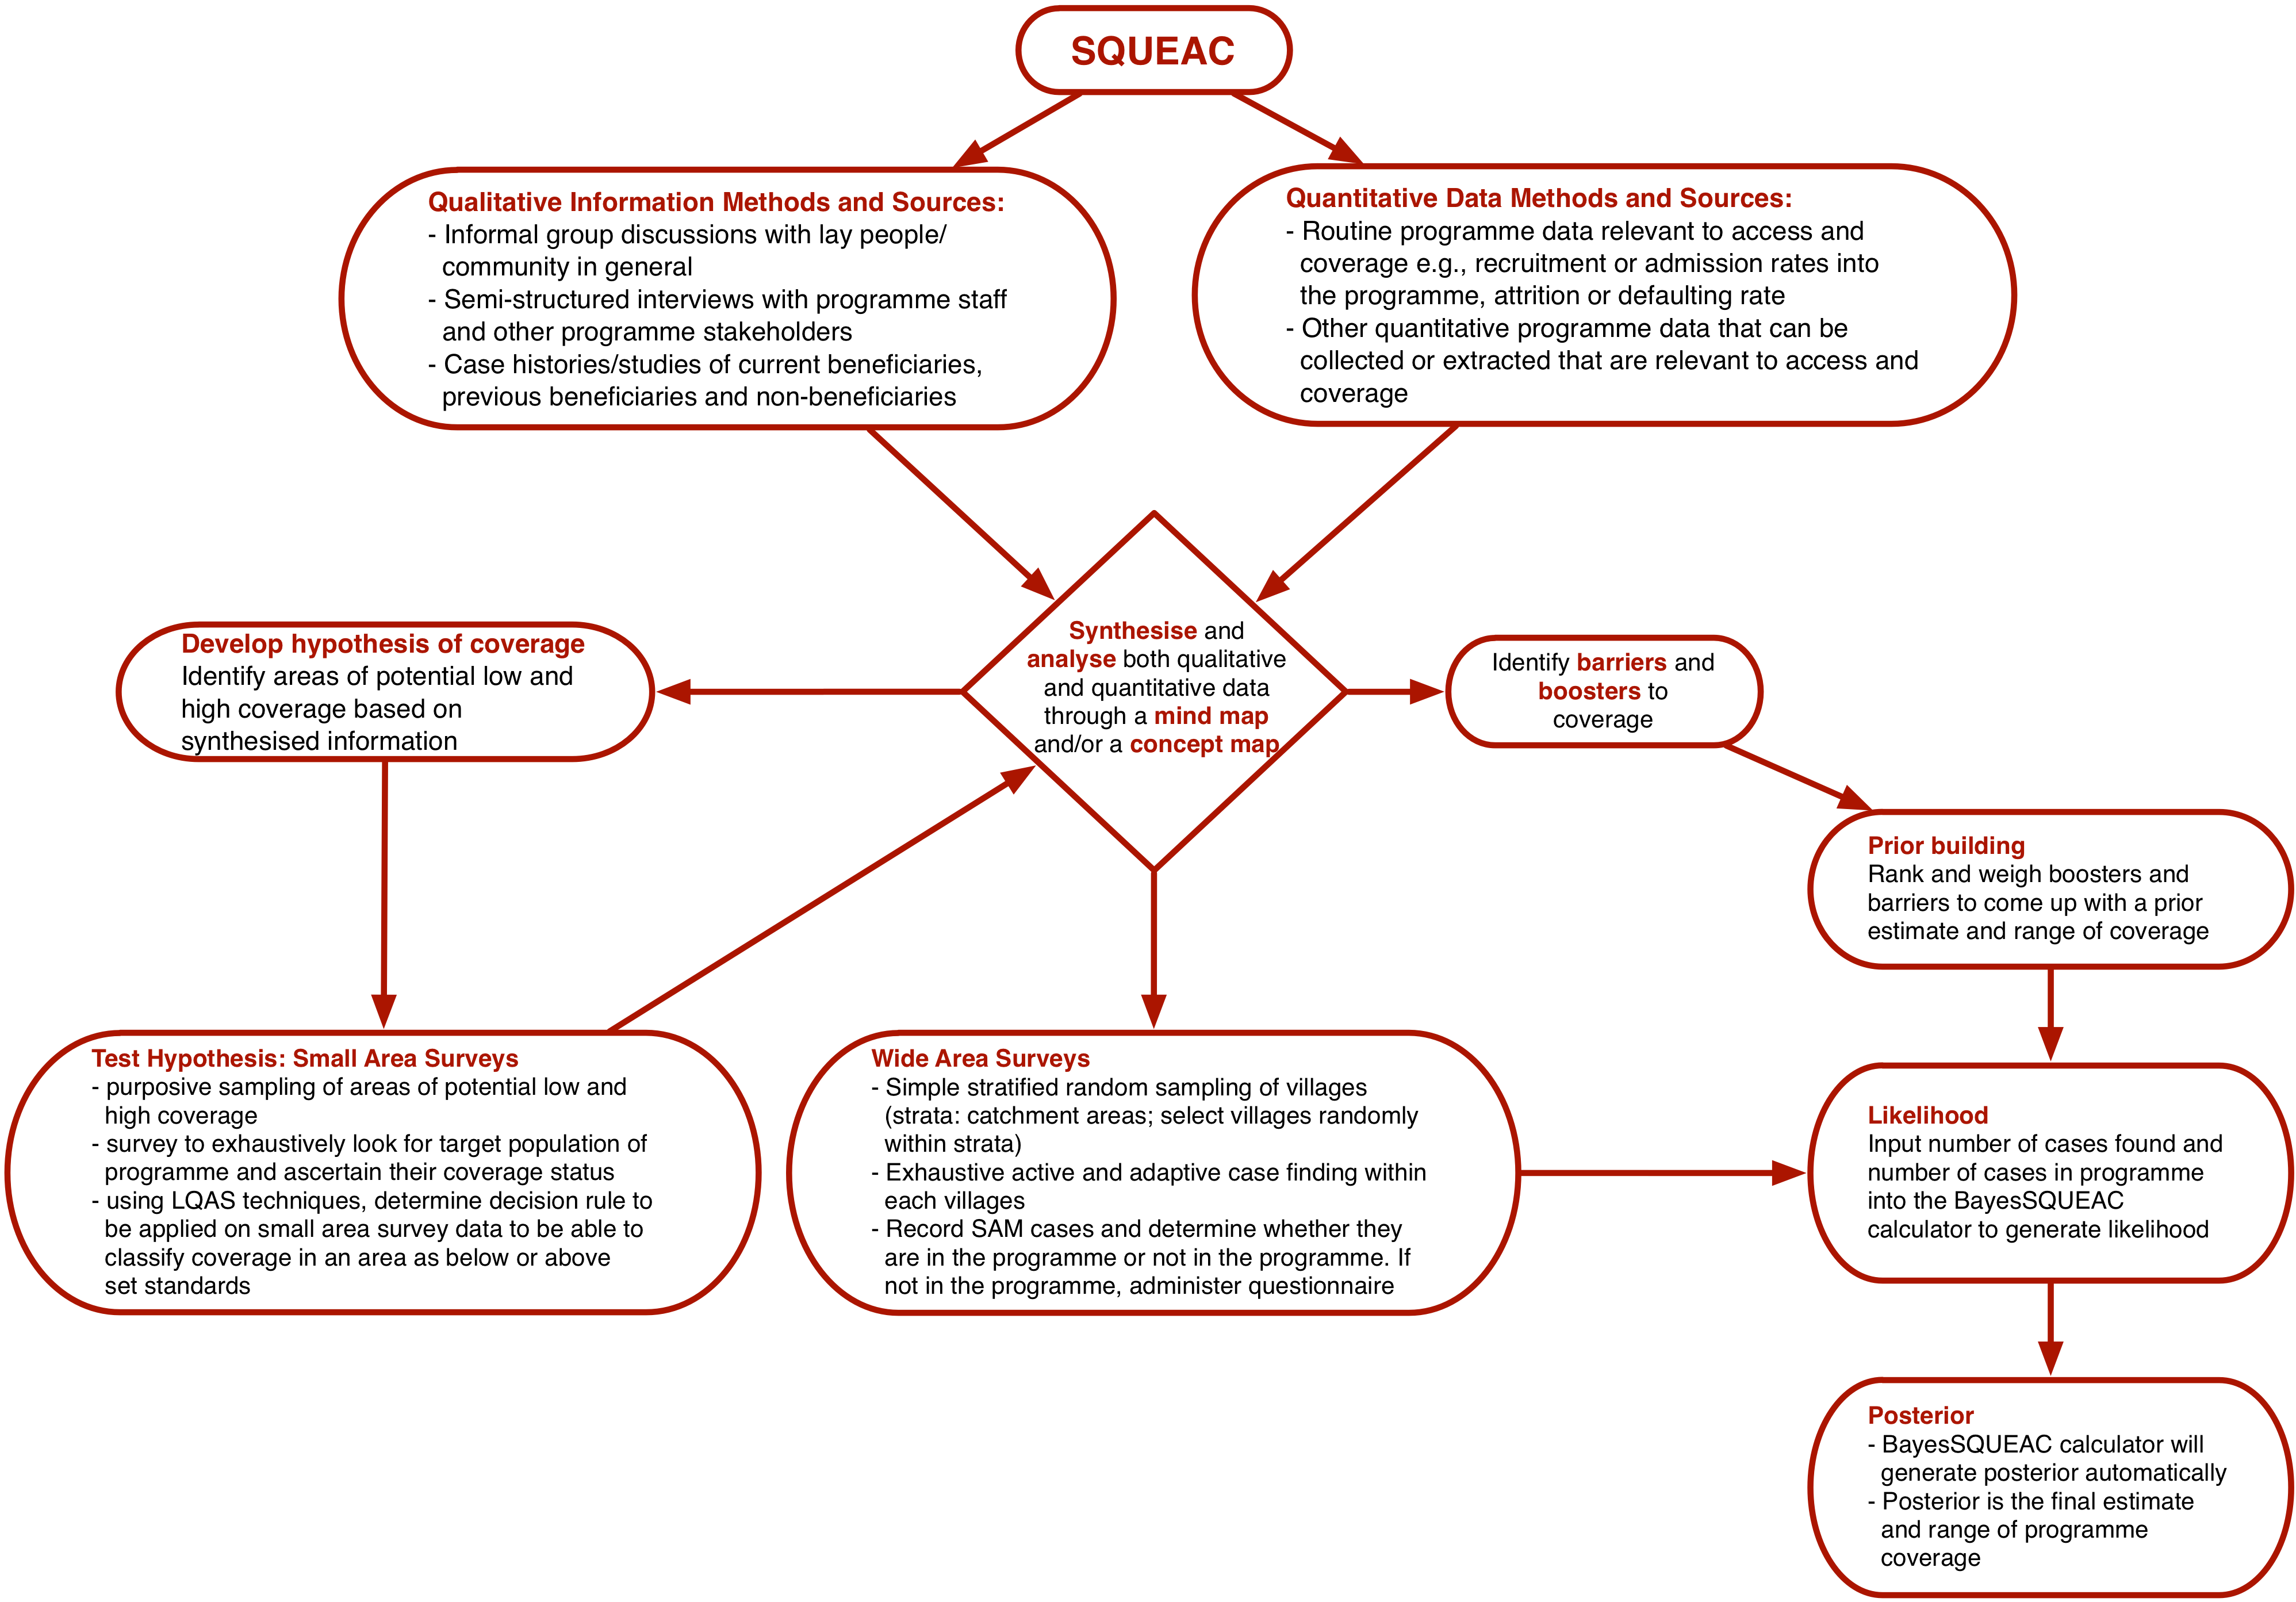 SQUEAC
Qualitative Information Methods and Sources:
- Informal group discussions with lay people/
community in general
- Semi-structured interviews with programme staff
and other programme stakeholders
- Case histories/studies of current beneficiaries,
previous beneficiaries and non-beneficiaries
Quantitative Data Methods and Sources:
- Routine programme data relevant to access and
coverage e.g., recruitment or admission rates into
the programme, attrition or defaulting rate
- Other quantitative programme data that can be
collected or extracted that are relevant to access and
coverage
Develop hypothesis of coverage
Identify areas of potential low and
high coverage based on
synthesised information
Synthesise and
analyse both qualitative
and quantitative data
through a mind map
and/or a concept map
Identify barriers and
boosters to
coverage
Prior building
Rank and weigh boosters and
barriers to come up with a prior
estimate and range of coverage
Test Hypothesis: Small Area Surveys
- purposive sampling of areas of potential low and
high coverage
- survey to exhaustively look for target population of
programme and ascertain their coverage status
- using LQAS techniques, determine decision rule to
be applied on small area survey data to be able to
classify coverage in an area as below or above
set standards
Wide Area Surveys
- Simple stratified random sampling of villages
(strata: catchment areas; select villages randomly
within strata)
- Exhaustive active and adaptive case finding within
each villages
- Record SAM cases and determine whether they
are in the programme or not in the programme. If
not in the programme, administer questionnaire
Likelihood
Input number of cases found and
number of cases in programme
into the BayesSQUEAC
calculator to generate likelihood
Posterior
- BayesSQUEAC calculator will
generate posterior automatically
- Posterior is the final estimate
and range of programme
coverage